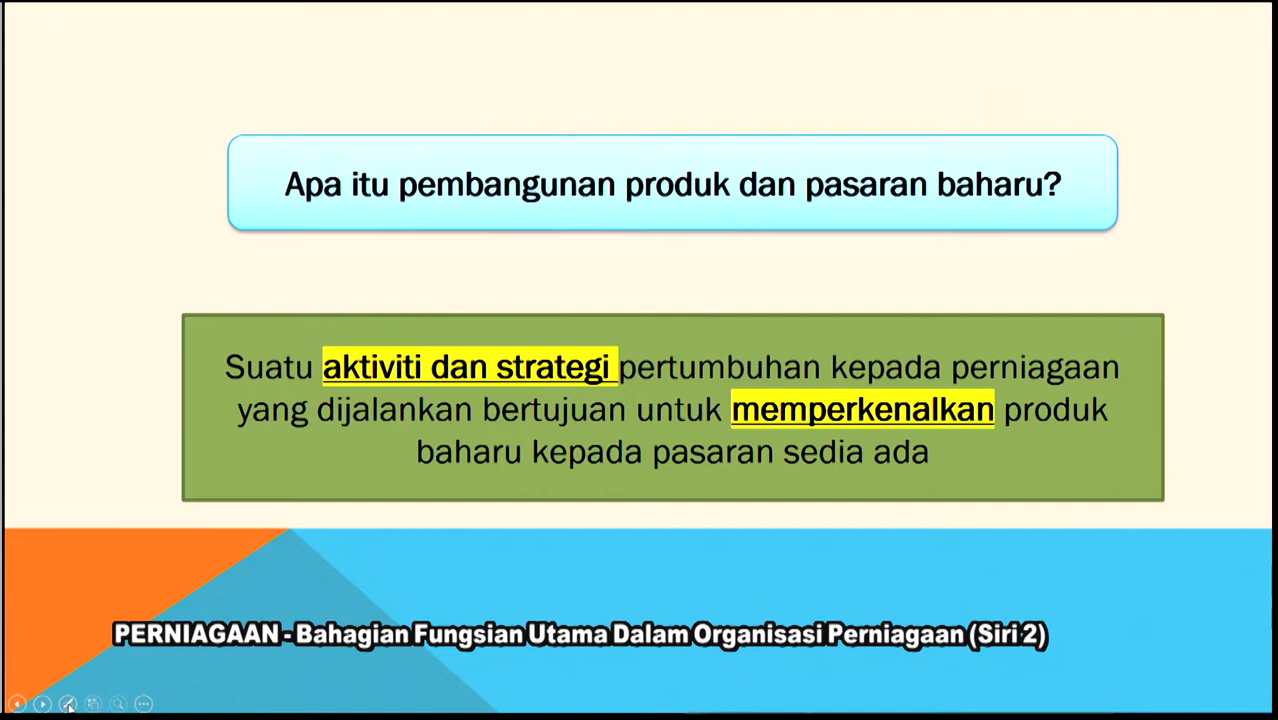 Apa itu pembangunan produk dan pasaran baharu?
Suatu aktiviti dan strategi pertumbuhan kepada perniagaan
yang dijalankan bertujuan untuk memperkenalkan produk
baharu kepada pasaran sedia ada
PERNIAGAAN - Bahagian Fungsian Utama Dalam Organisasi Perniagaan (Siri 2)